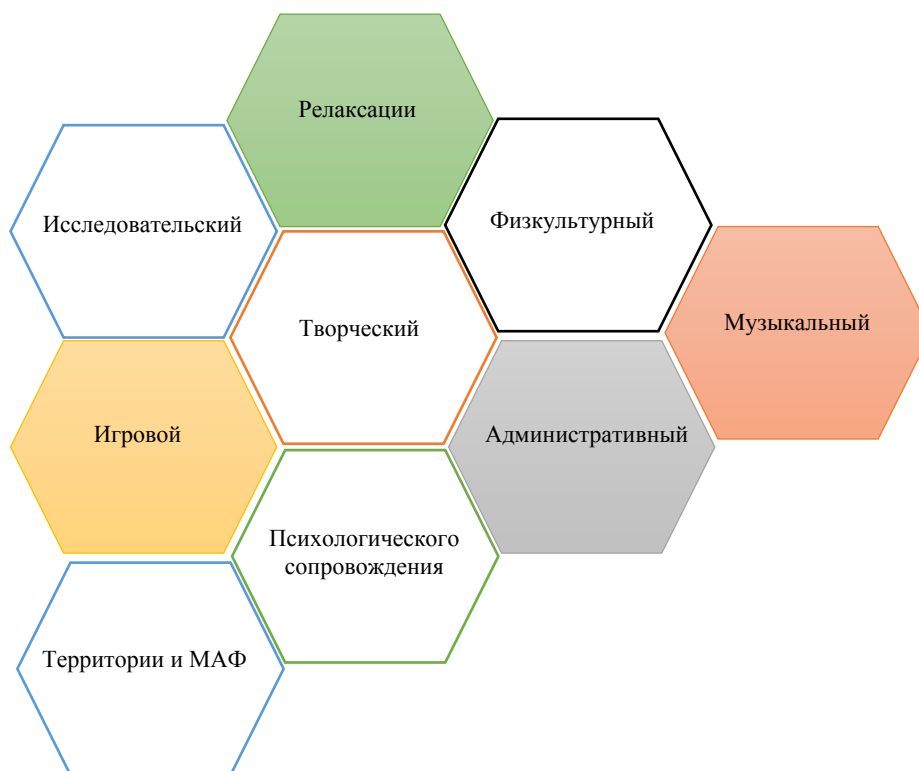 Релаксации
Исследовательский
Физкультурный
Творческий
Музыкальный
Игровой
Административный
Психологического
сопровождения
Территории и МАФ